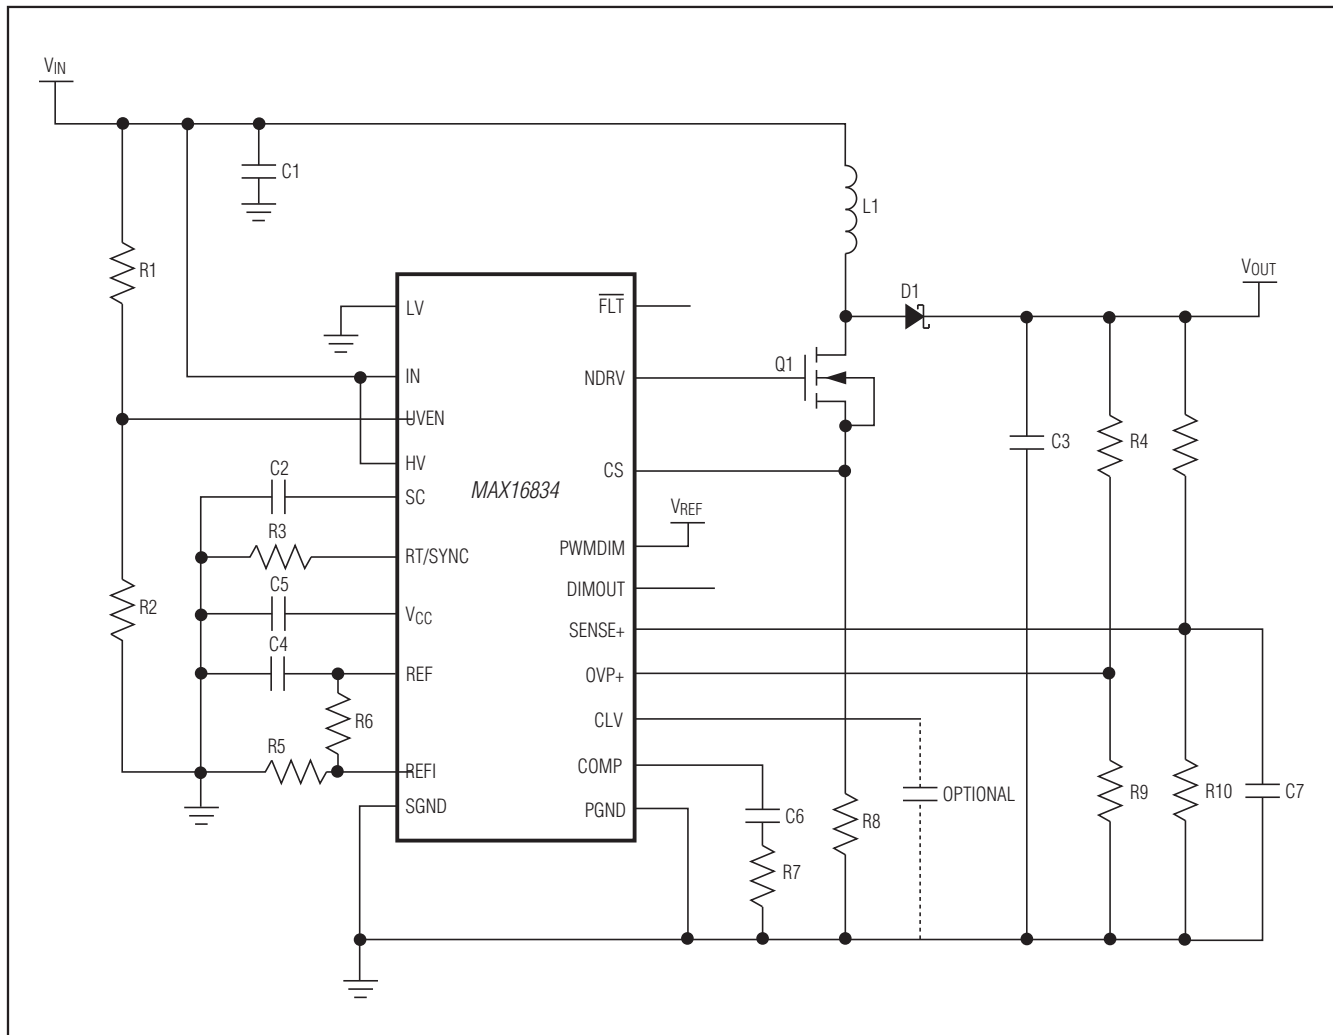 VIN
C1
R1
L1
VOUT
D1
LV
FLT
IN
NDRV
Q1
UVEN
HV
C2
SC
CS
C3
R4
MAX16834
VREF
R3
RT/SYNC
PWMDIM
C5
DIMOUT
R2
VCC
SENSE+
C4
REF
OVP+
R6
CLV
R5
REFI
COMP
OPTIONAL
R9
R10
C7
SGND
PGND
C6
R8
R7